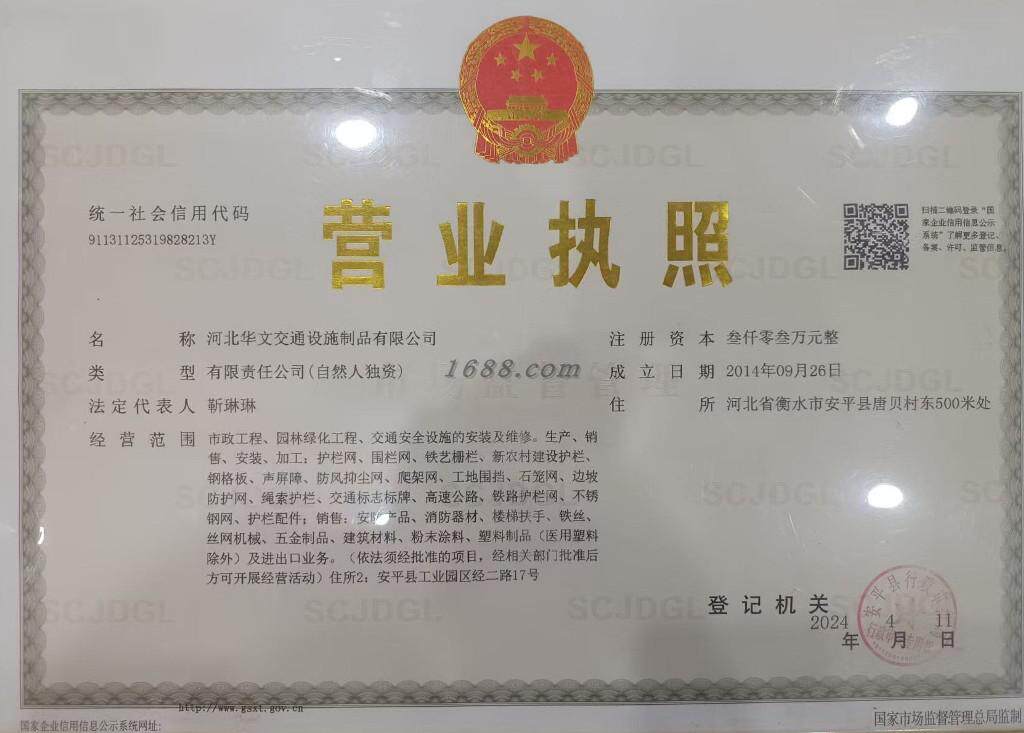 统一社会信用代码
91131125319828213Y
营业执照
扫描二维码登录“国
家企业信用信息公示
系统”了解更多登记、
备案、许可、监管信息。
名称 河北华文交通设施制品有限公司
类型 有限责任公司(自然人独资)
法定代表人 靳琳琳
经营范围 市政工程、园林绿化工程、交通安全设施的安装及维修。生产、销
售、安装、加工：护栏网、围栏网、铁艺栅栏、新农村建设护栏、
钢格板、声屏障、防风抑尘网、爬架网、工地围挡、石笼网、边坡
防护网、绳索护栏、交通标志标牌、高速公路、铁路护栏网、不锈
钢网、护栏配件；销售：安防产品、消防器材、楼梯扶手、铁丝、
丝网机械、五金制品、建筑材料、粉末涂料、塑料制品（医用塑料
除外）及进出口业务。（依法须经批准的项目，经相关部门批准后
方可开展经营活动）住所2：安平县工业园区经二路17号
注册资本 叁仟零叁万元整
成立日期 2014年09月26日
住所 河北省衡水市安平县唐贝村东500米处
1688.com
登记机关
2024年4月11日
安平县行政
http://www.gsxt.gov.cn
国家企业信用信息公示系统网址：
国家市场监督管理总局监制
SCJDGL